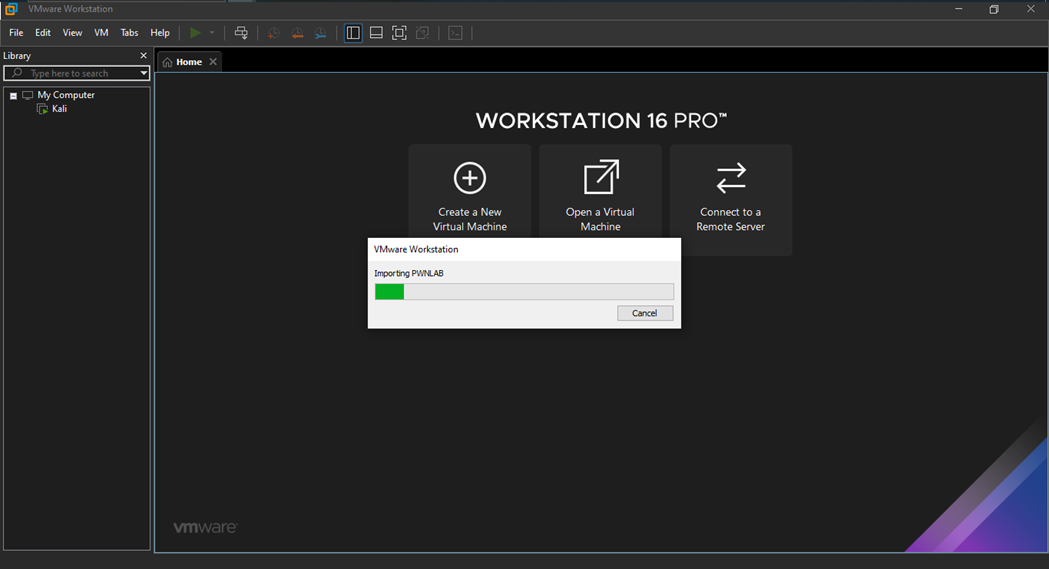 VMware Workstation
File Edit View VM Tabs Help
Library
Type here to search
My Computer
Kali
Home
WORKSTATION 16 PRO™
Create a New
Virtual Machine
Open a Virtual
Machine
Connect to a
Remote Server
VMware Workstation
Importing PWNLAB
Cancel
vmware